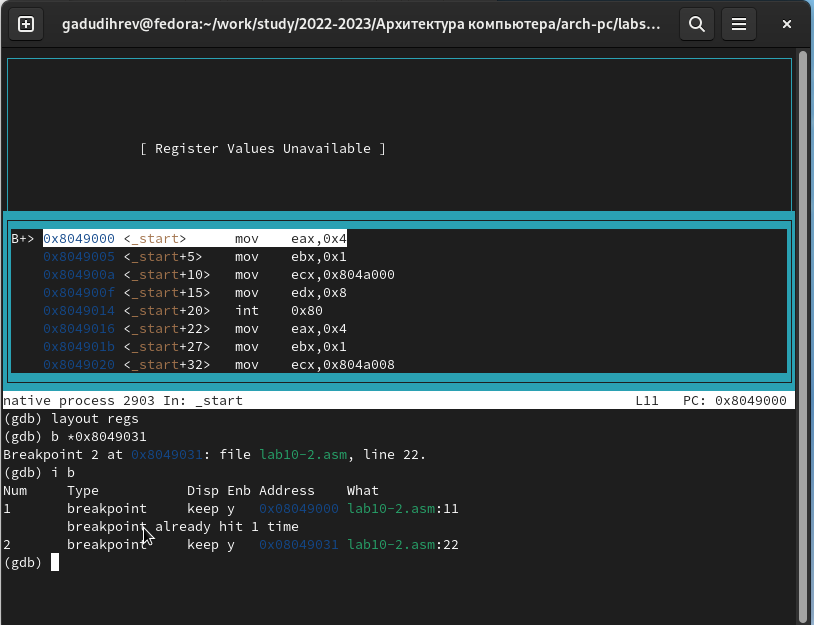 gadudihrev@fedora:~/work/study/2022-2023/Архитектура компьютера/arch-pc/labs...
[ Register Values Unavailable ]
B+> 0x8049000 <_start>      mov    eax,0x4
    0x8049005 <_start+5>    mov    ebx,0x1
    0x804900a <_start+10>   mov    ecx,0x804a000
    0x804900f <_start+15>   mov    edx,0x8
    0x8049014 <_start+20>   int    0x80
    0x8049016 <_start+22>   mov    eax,0x4
    0x804901b <_start+27>   mov    ebx,0x1
    0x8049020 <_start+32>   mov    ecx,0x804a008
native process 2903 In: _start                                                 L11   PC: 0x8049000
(gdb) layout regs
(gdb) b *0x8049031
Breakpoint 2 at 0x8049031: file lab10-2.asm, line 22.
(gdb) i b
Num     Type           Disp Enb Address    What
1       breakpoint     keep y   0x08049000 lab10-2.asm:11
        breakpoint already hit 1 time
2       breakpoint     keep y   0x08049031 lab10-2.asm:22
(gdb)